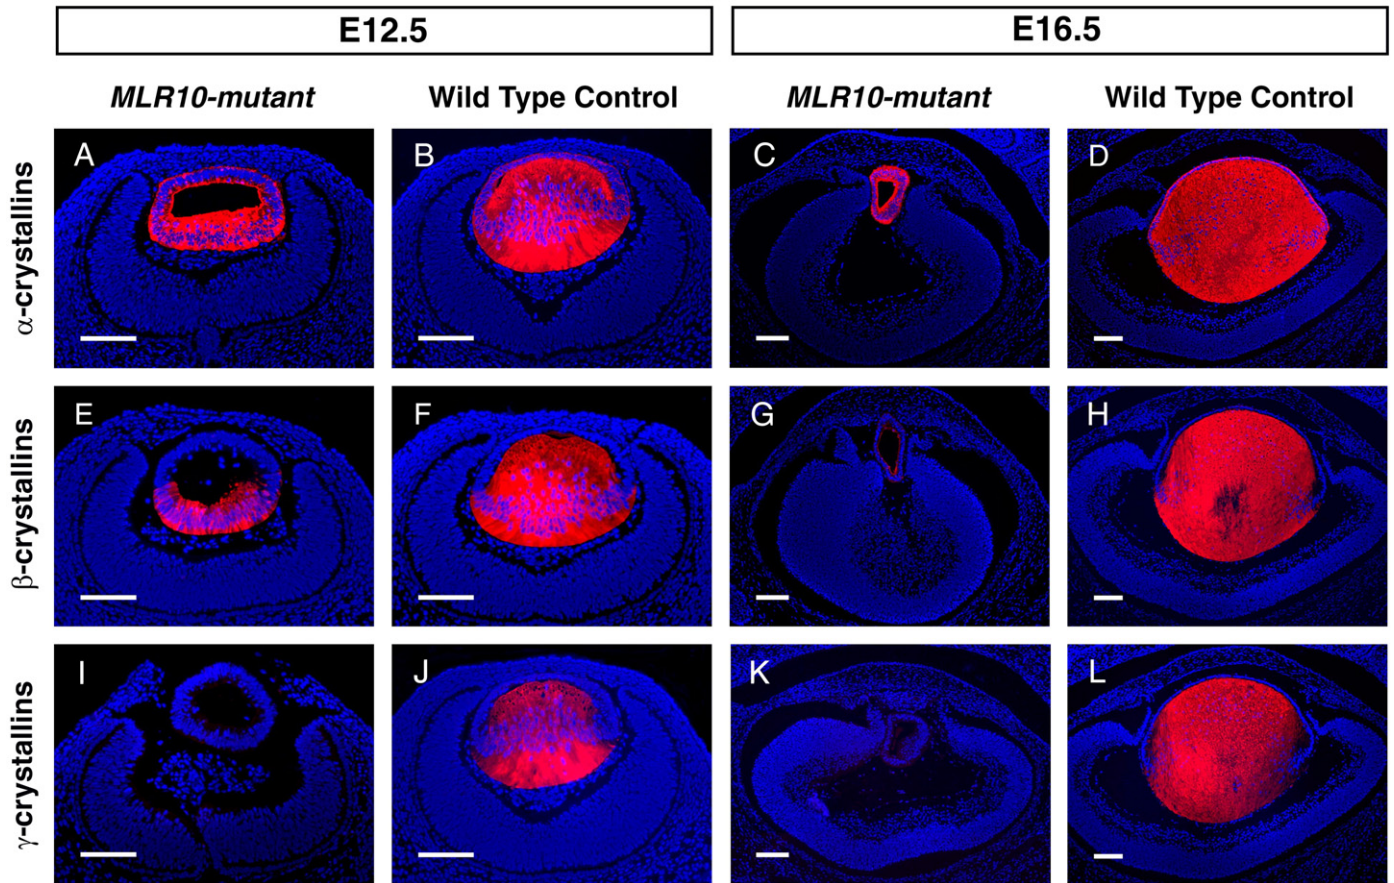 E12.5 E16.5
MLR10-mutant Wild Type Control MLR10-mutant Wild Type Control
α-crystallins A B C D
β-crystallins E F G H
γ-crystallins I J K L